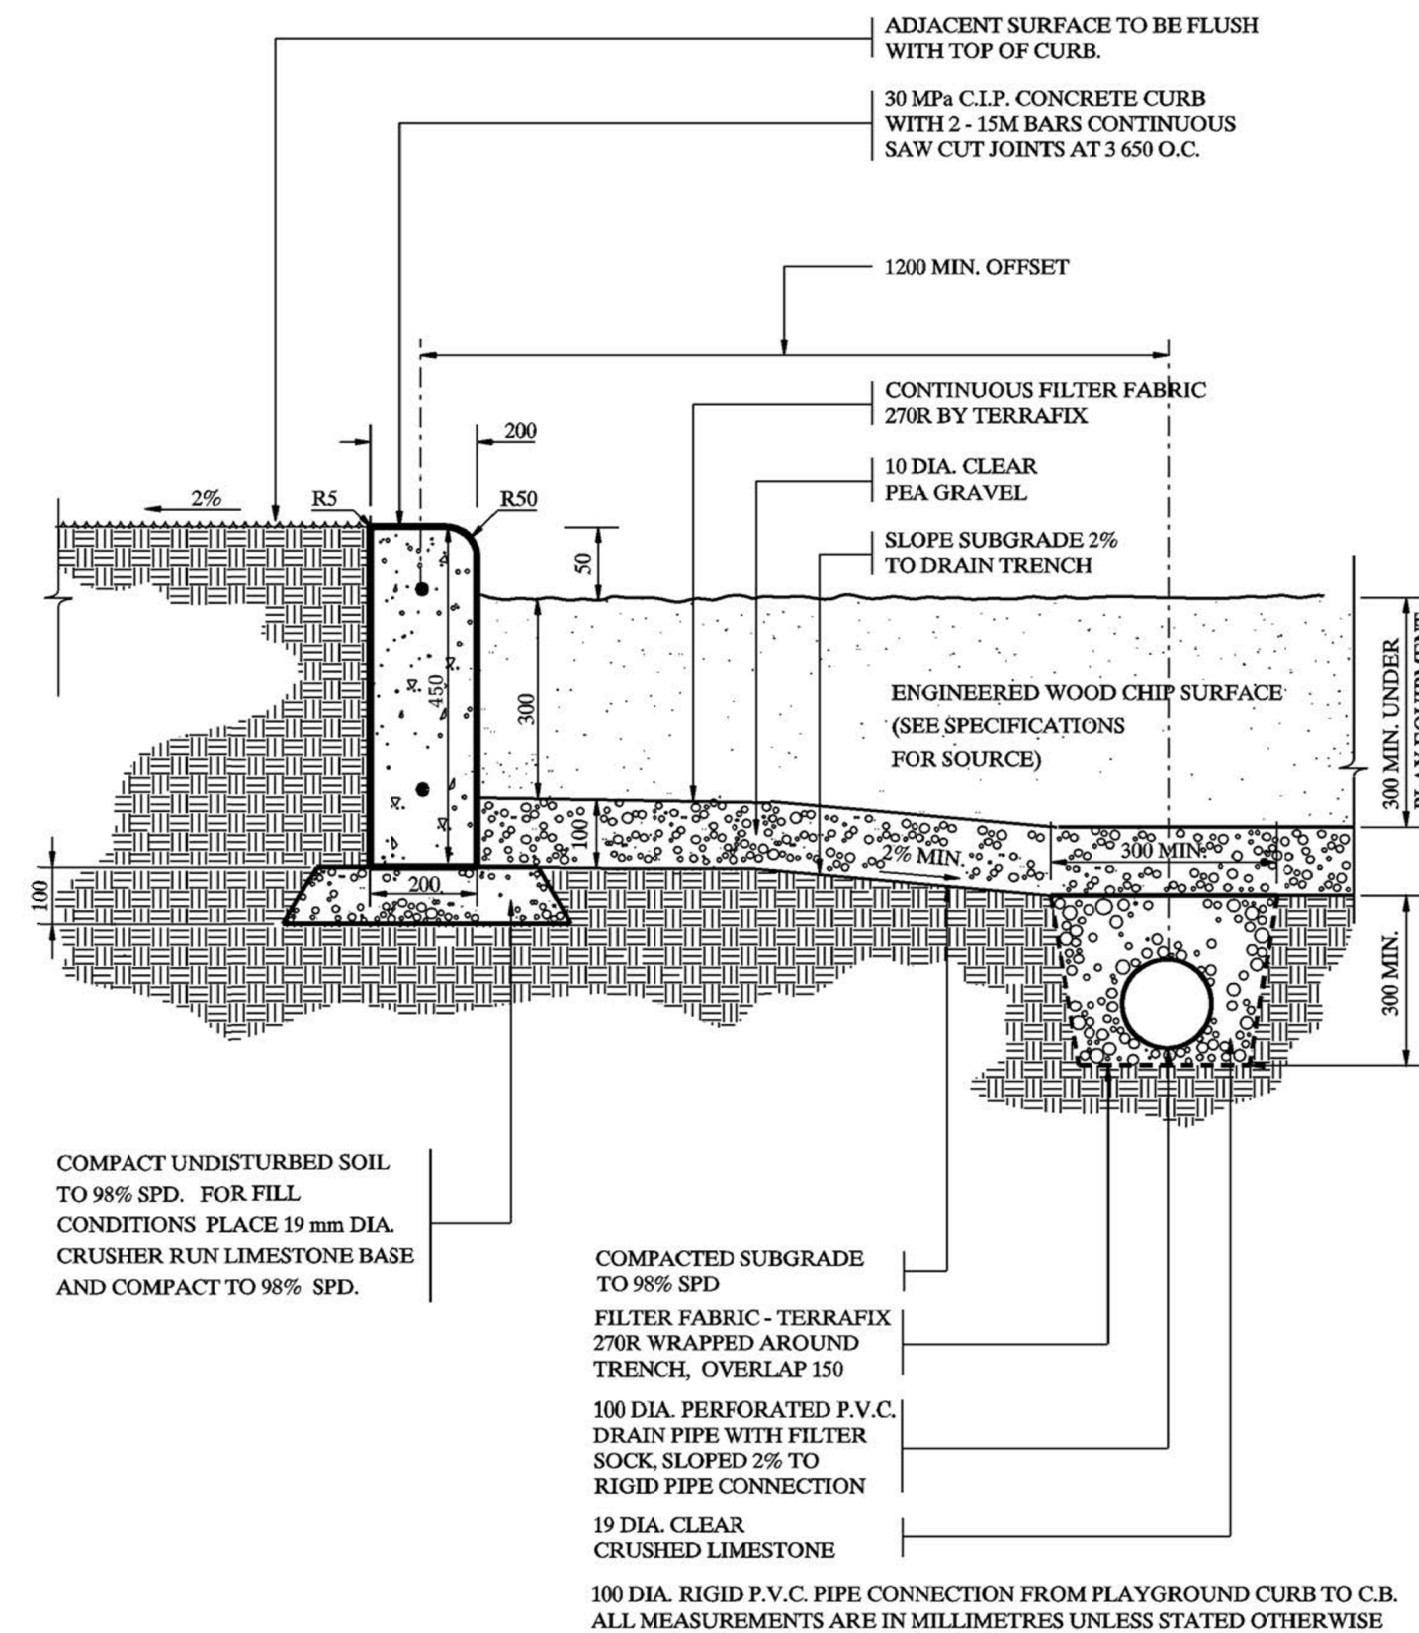 ADJACENT SURFACE TO BE FLUSH
WITH TOP OF CURB.
30 MPa C.I.P. CONCRETE CURB
WITH 2 - 15M BARS CONTINUOUS
SAW CUT JOINTS AT 3 650 O.C.
1200 MIN. OFFSET
CONTINUOUS FILTER FABRIC
270R BY TERRAFIX
200
10 DIA. CLEAR
PEA GRAVEL
2%
R5
R50
SLOPE SUBGRADE 2%
TO DRAIN TRENCH
50
450
300
ENGINEERED WOOD CHIP SURFACE
(SEE SPECIFICATIONS
FOR SOURCE)
300 MIN. UNDER
100
2% MIN.
300 MIN.
100
200
300 MIN.
COMPACT UNDISTURBED SOIL
TO 98% SPD. FOR FILL
CONDITIONS PLACE 19 mm DIA.
CRUSHER RUN LIMESTONE BASE
AND COMPACT TO 98% SPD.
COMPACTED SUBGRADE
TO 98% SPD
FILTER FABRIC - TERRAFIX
270R WRAPPED AROUND
TRENCH, OVERLAP 150
100 DIA. PERFORATED P.V.C.
DRAIN PIPE WITH FILTER
SOCK, SLOPED 2% TO
RIGID PIPE CONNECTION
19 DIA. CLEAR
CRUSHED LIMESTONE
100 DIA. RIGID P.V.C. PIPE CONNECTION FROM PLAYGROUND CURB TO C.B.
ALL MEASUREMENTS ARE IN MILLIMETRES UNLESS STATED OTHERWISE